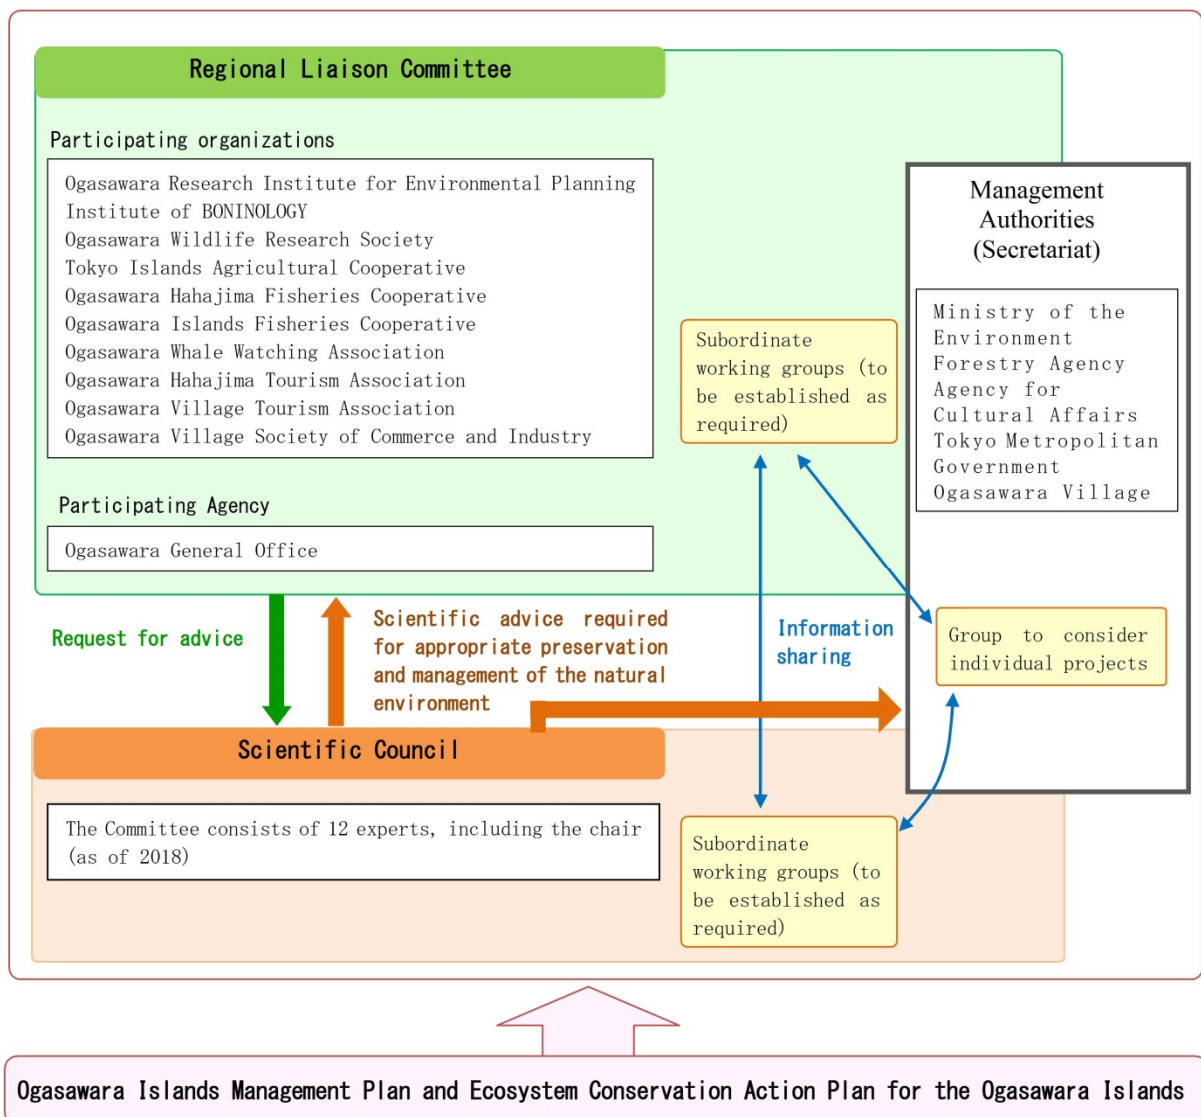 Regional Liaison Committee
Participating organizations
Ogasawara Research Institute for Environmental Planning
Institute of BONINOLOGY
Ogasawara Wildlife Research Society
Tokyo Islands Agricultural Cooperative
Ogasawara Hahajima Fisheries Cooperative
Ogasawara Islands Fisheries Cooperative
Ogasawara Whale Watching Association
Ogasawara Hahajima Tourism Association
Ogasawara Village Tourism Association
Ogasawara Village Society of Commerce and Industry
Participating Agency
Ogasawara General Office
Subordinate
working groups (to
be established as
required)
Management
Authorities
(Secretariat)
Ministry of the
Environment
Forestry Agency
Agency for
Cultural Affairs
Tokyo Metropolitan
Government
Ogasawara Village
Request for advice
Scientific advice required
for appropriate preservation
and management of the natural
environment
Information
sharing
Group to consider
individual projects
Scientific Council
The Committee consists of 12 experts, including the chair
(as of 2018)
Subordinate
working groups (to
be established as
required)
Ogasawara Islands Management Plan and Ecosystem Conservation Action Plan for the Ogasawara Islands